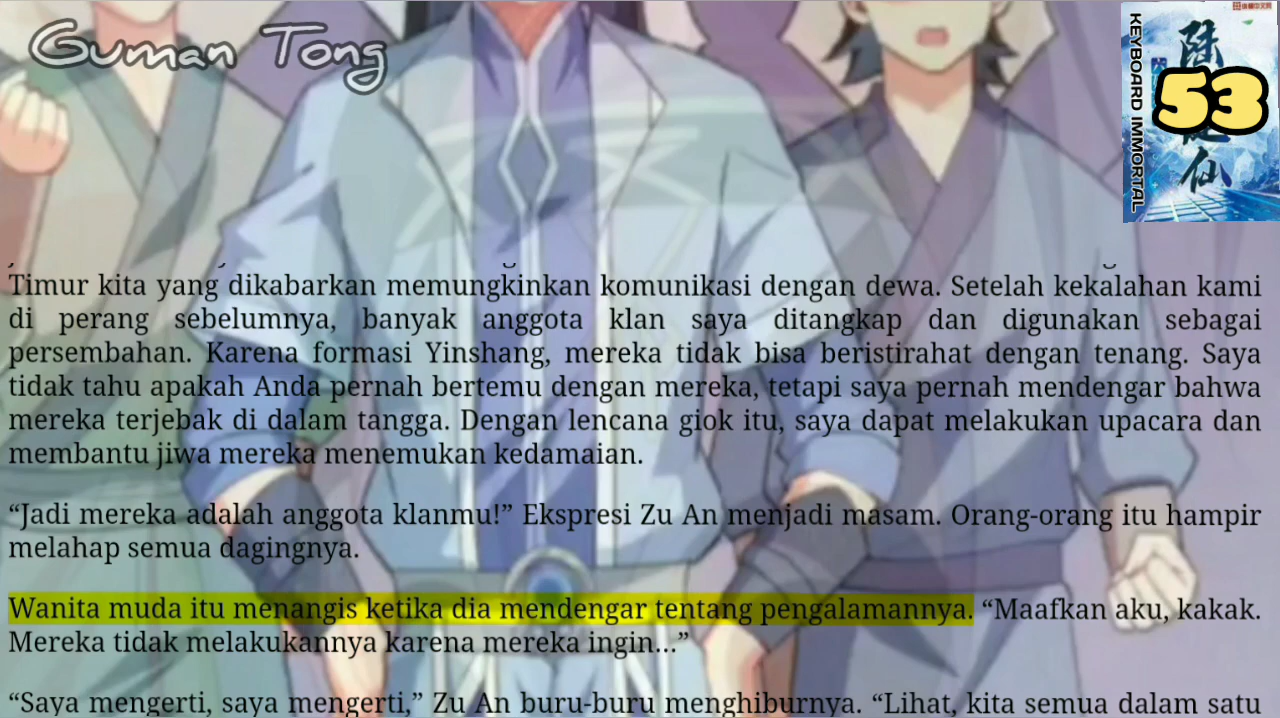 Guman Tong
KEYBOARD IMMORTAL
陆
仙
53
Timur kita yang dikabarkan memungkinkan komunikasi dengan dewa. Setelah kekalahan kami
di perang sebelumnya, banyak anggota klan saya ditangkap dan digunakan sebagai
persembahan. Karena formasi Yinshang, mereka tidak bisa beristirahat dengan tenang. Saya
tidak tahu apakah Anda pernah bertemu dengan mereka, tetapi saya pernah mendengar bahwa
mereka terjebak di dalam tangga. Dengan lencana giok itu, saya dapat melakukan upacara dan
membantu jiwa mereka menemukan kedamaian.
“Jadi mereka adalah anggota klanmu!” Ekspresi Zu An menjadi masam. Orang-orang itu hampir
melahap semua dagingnya.
Wanita muda itu menangis ketika dia mendengar tentang pengalamannya. “Maafkan aku, kakak.
Mereka tidak melakukannya karena mereka ingin…”
“Saya mengerti, saya mengerti,” Zu An buru-buru menghiburnya. “Lihat, kita semua dalam satu